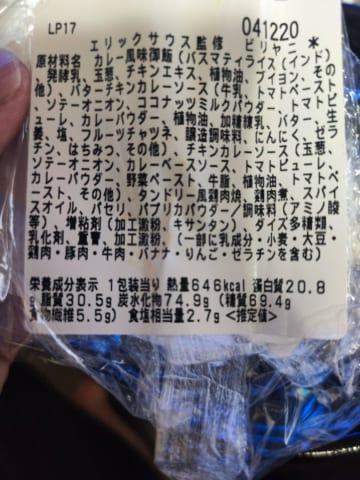 LP17 041220
エリックサウス監修 ビリヤニ *
原材料名 カレー風味御飯(バスマティライス(インド)
、発酵乳、玉葱、チキンエキス、植物油、ブイヨン、その
他)、バターチキンカレーソース(牛乳、トマトピュー
、ソテーオニオン、ココナッツミルクパウダー、トマトピ
ューレ、カレーパウダー、植物油、加糖練乳、バター、生
姜、塩、フルーツチャツネ、醸造調味料、にんにく、ゼラ
チン、はちみつ、その他)、チキンカレーソース(玉葱、
ソテーオニオン、カレーベースソース、トマトピューレ、
カレーパウダー、野菜ペースト、牛脂、植物油、トマトペ
ースト、その他)、タンドリー風鶏肉焼、鶏肉煮、スパイ
スオイル、パセリ、パプリカパウダー/調味料(アミノ酸
等)、増粘剤(加工澱粉、キサンタン)、ダイズ多糖類、
乳化剤、重曹、加工澱粉、(一部に乳成分・小麦・大豆・
鶏肉・豚肉・牛肉・バナナ・りんご・ゼラチンを含む)
栄養成分表示 1包装当り 熱量646kcal 蛋白質20.8
g 脂質30.5g 炭水化物74.9g (糖質69.4g
食物繊維5.5g) 食塩相当量2.7g <推定値>